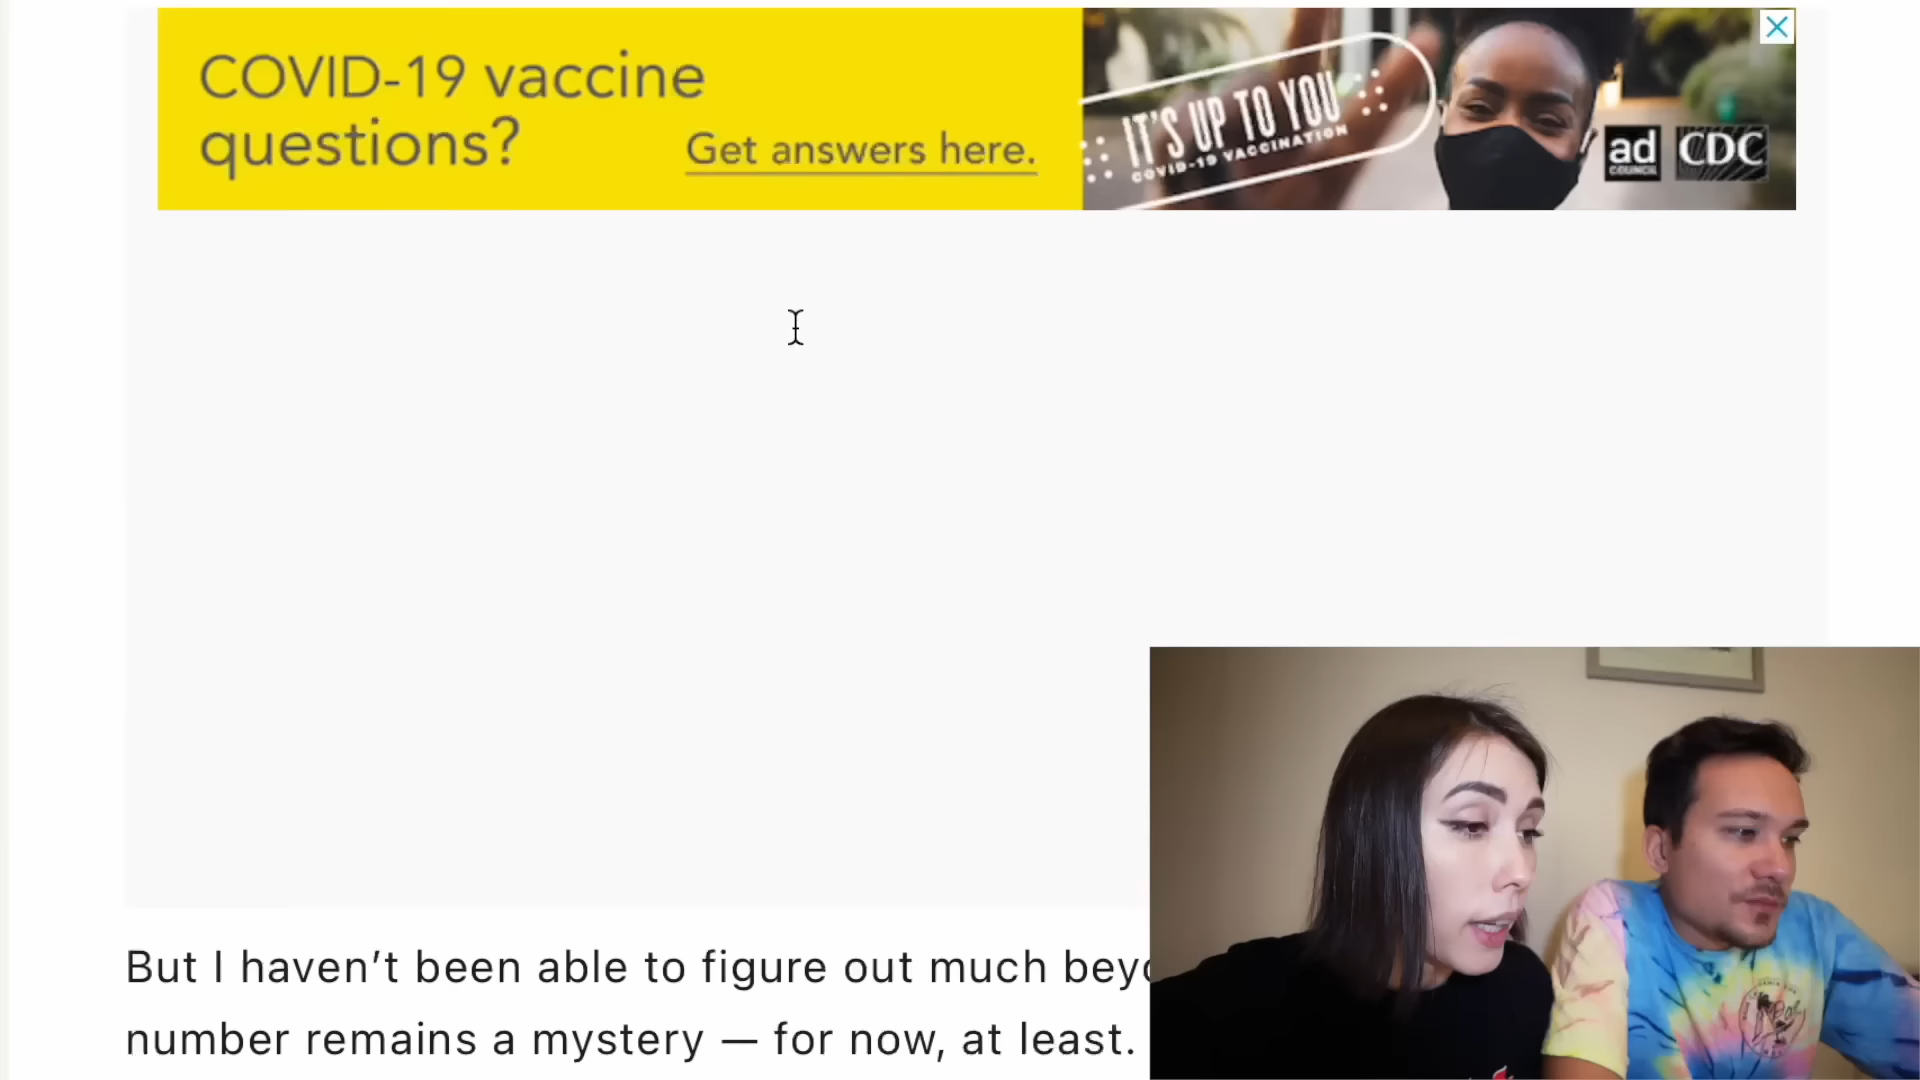 COVID-19 vaccine
questions?
Get answers here.
IT'S UP TO YOU
COVID-19 VACCINATION
ad
COUNCIL
CDC
But I haven’t been able to figure out much
number remains a mystery — for now, at least.